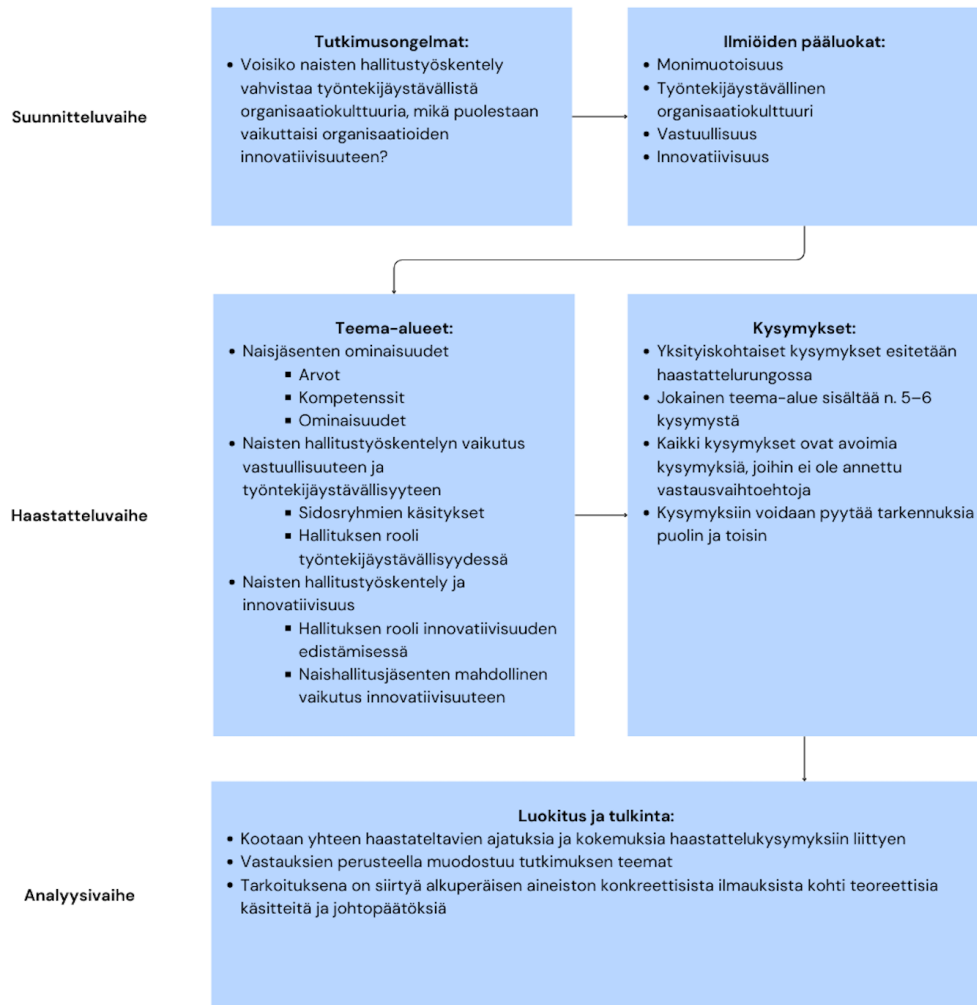 Suunnitteluvaihe
Tutkimusongelmat:
• Voisiko naisten hallitustyöskentely
vahvistaa työntekijäystävällistä
organisaatiokulttuuria, mikä puolestaan
vaikuttaisi organisaatioiden
innovatiivisuuteen?
Ilmiöiden pääluokat:
• Monimuotoisuus
• Työntekijäystävällinen
organisaatiokulttuuri
• Vastuullisuus
• Innovatiivisuus
Haastatteluvaihe
Teema-alueet:
• Naisjäsenten ominaisuudet
▪ Arvot
▪ Kompetenssit
▪ Ominaisuudet
• Naisten hallitustyöskentelyn vaikutus
vastuullisuuteen ja
työntekijäystävällisyyteen
▪ Sidosryhmien käsitykset
▪ Hallituksen rooli
työntekijäystävällisyydessä
• Naisten hallitustyöskentely ja
innovatiivisuus
▪ Hallituksen rooli innovatiivisuuden
edistämisessä
▪ Naishallitusjäsenten mahdollinen
vaikutus innovatiivisuuteen
Kysymykset:
• Yksityiskohtaiset kysymykset esitetään
haastattelurungossa
• Jokainen teema-alue sisältää n. 5–6
kysymystä
• Kaikki kysymykset ovat avoimia
kysymyksiä, joihin ei ole annettu
vastausvaihtoehtoja
• Kysymyksiin voidaan pyytää tarkennuksia
puolin ja toisin
Analyysivaihe
Luokitus ja tulkinta:
• Kootaan yhteen haastateltavien ajatuksia ja kokemuksia haastattelukysymyksiin liittyen
• Vastauksien perusteella muodostuu tutkimuksen teemat
• Tarkoituksena on siirtyä alkuperäisen aineiston konkreettisista ilmauksista kohti teoreettisia
käsitteitä ja johtopäätöksiä